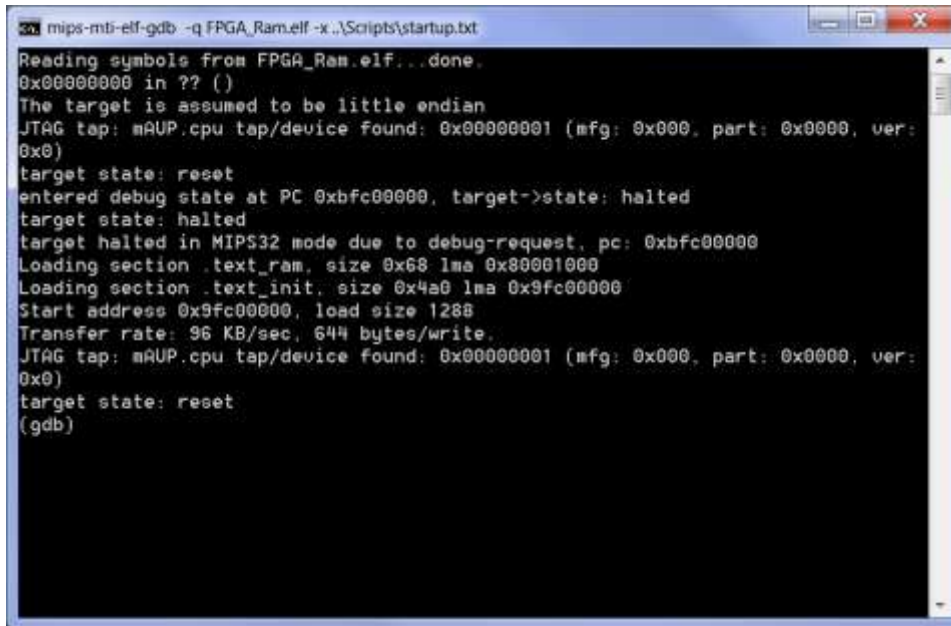 mips-mti-elf-gdb -q FPGA_Ram.elf -x ..\Scripts\startup.txt
Reading symbols from FPGA_Ram.elf...done.
0x00000000 in ?? ()
The target is assumed to be little endian
JTAG tap: mAUP.cpu tap/device found: 0x00000001 (mfg: 0x000, part: 0x0000, ver:
0x0)
target state: reset
entered debug state at PC 0xbfc00000, target->state: halted
target state: halted
target halted in MIPS32 mode due to debug-request, pc: 0xbfc00000
Loading section .text_ram, size 0x68 lma 0x80001000
Loading section .text_init, size 0x4a0 lma 0x9fc00000
Start address 0x9fc00000, load size 1288
Transfer rate: 96 KB/sec, 644 bytes/write.
JTAG tap: mAUP.cpu tap/device found: 0x00000001 (mfg: 0x000, part: 0x0000, ver:
0x0)
target state: reset
(gdb)